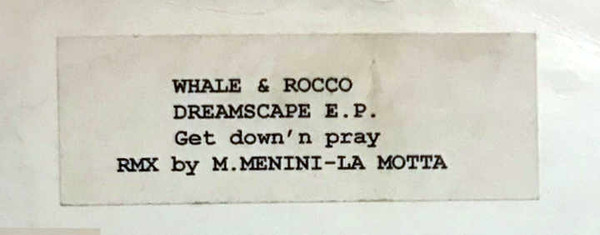 WHALE & ROCCO
DREAMSCAPE E.P.
Get down'n pray
RMX by M.MENINI-LA MOTTA